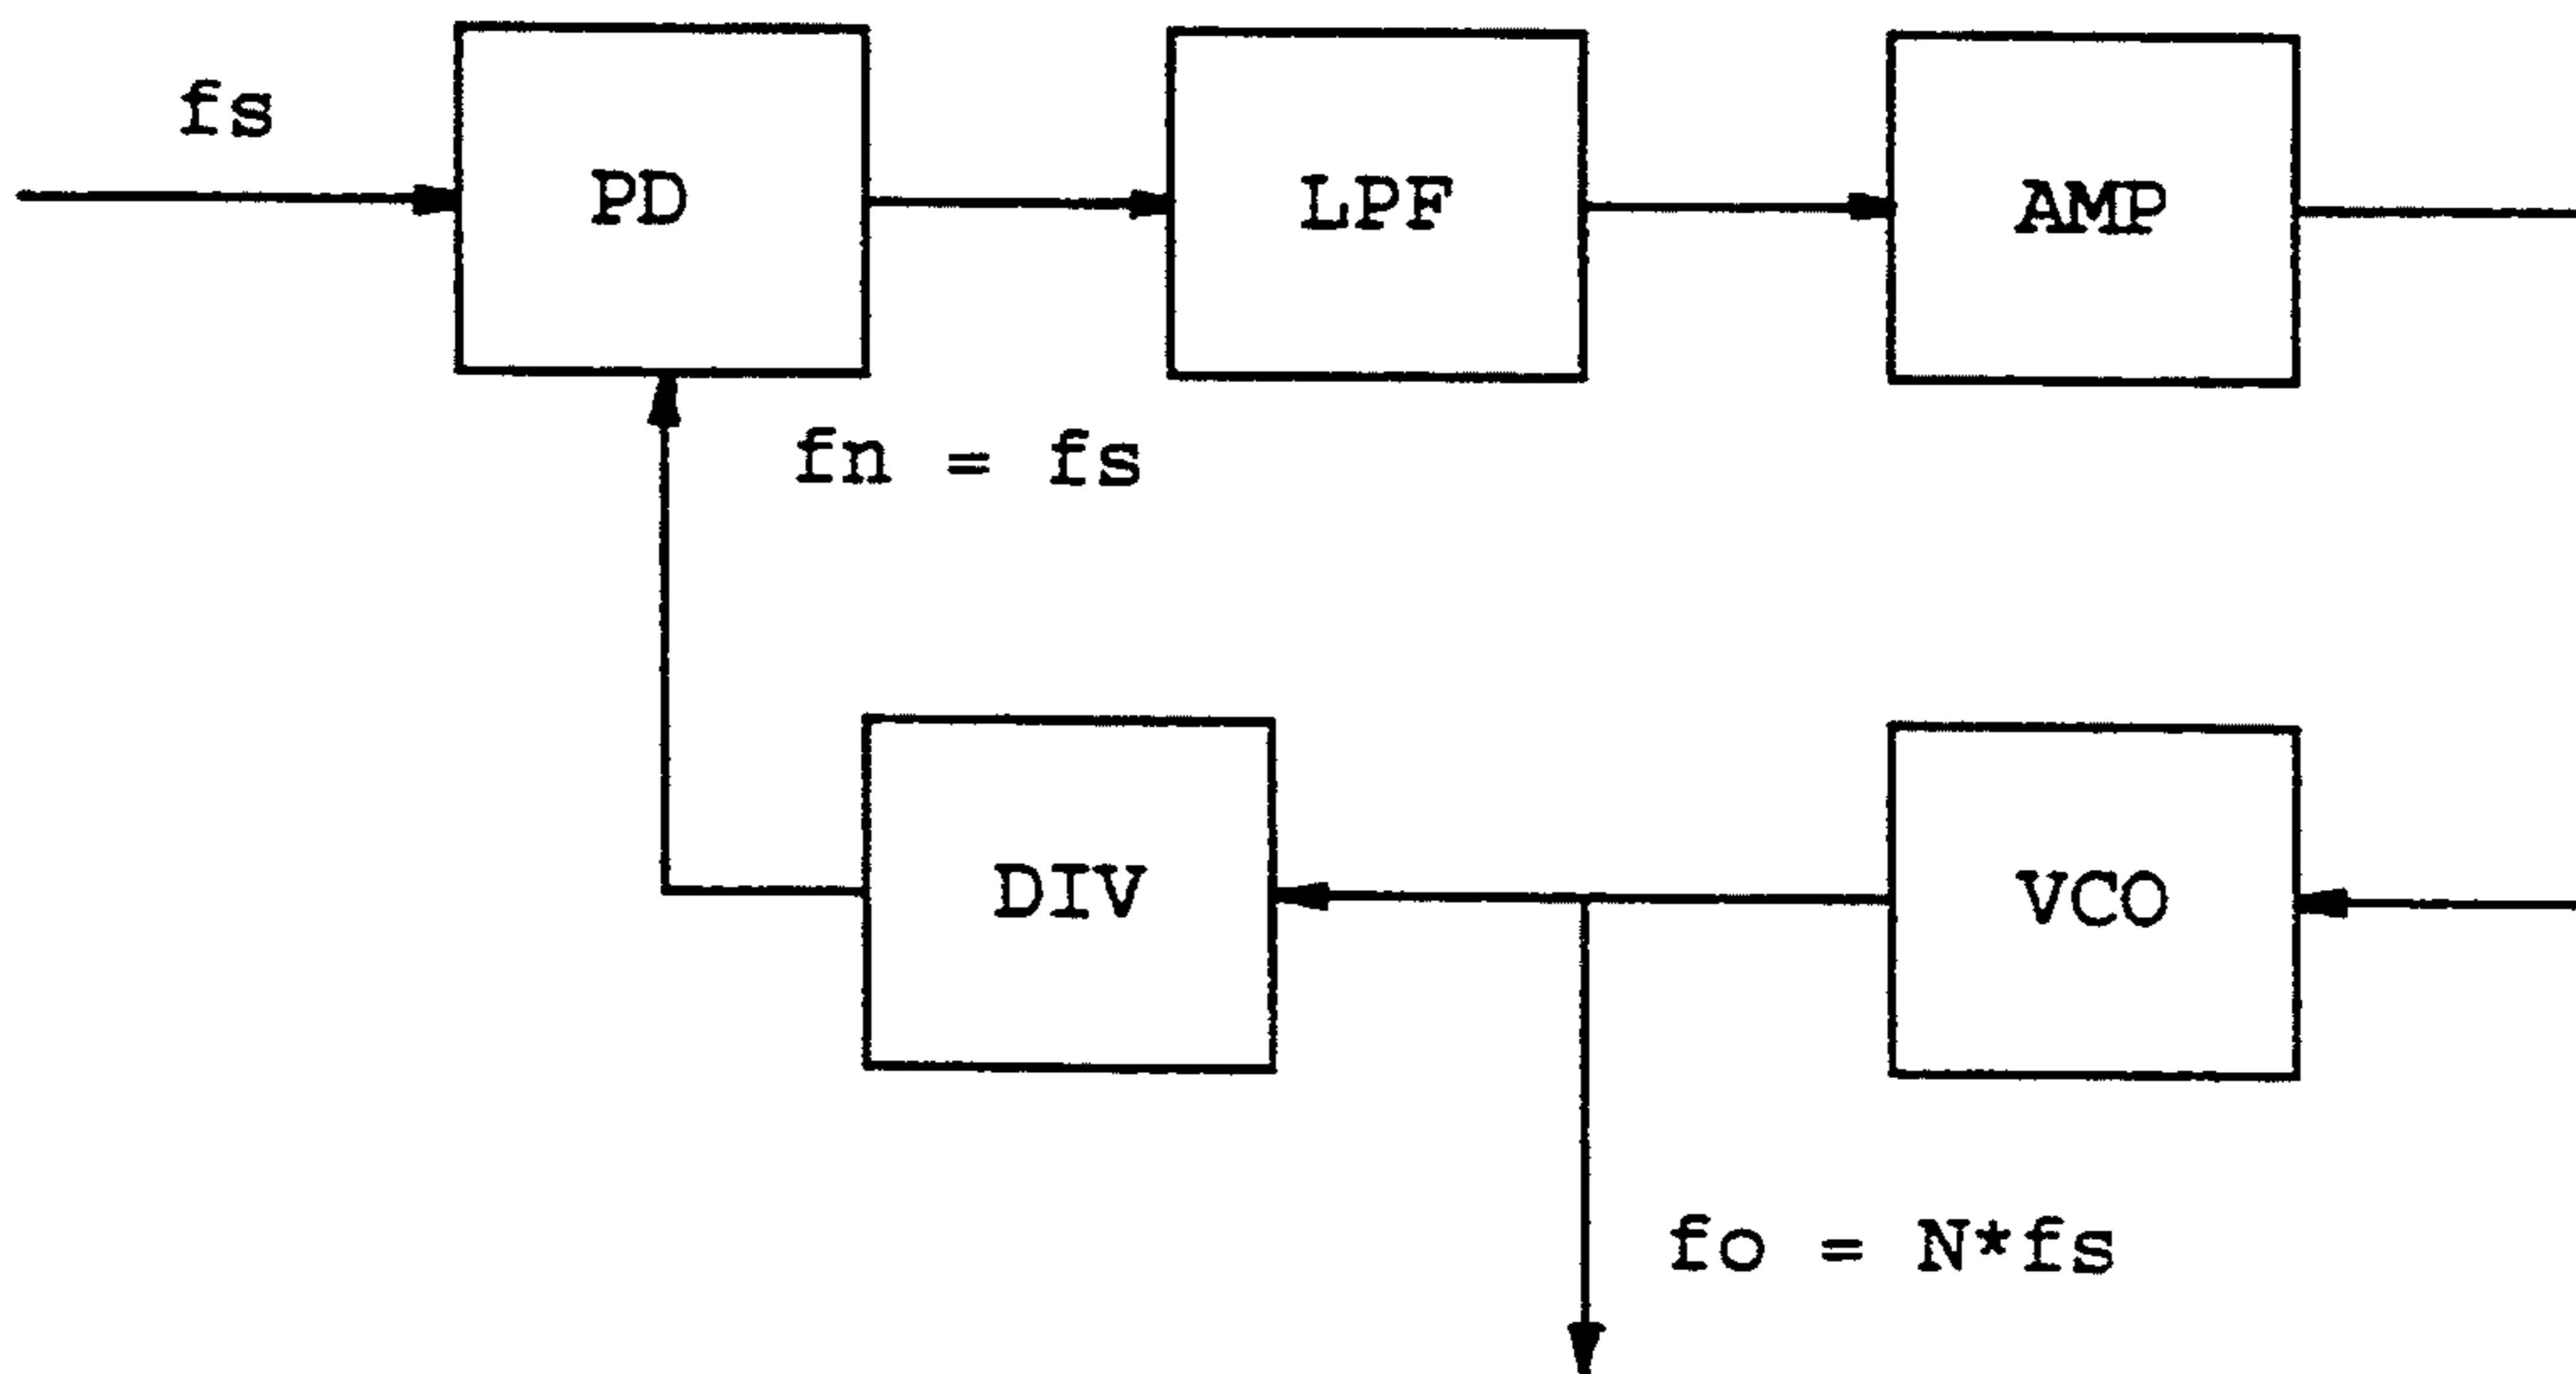 fs
PD
LPF
AMP
fn = fs
DIV
VCO
fo = N*fs